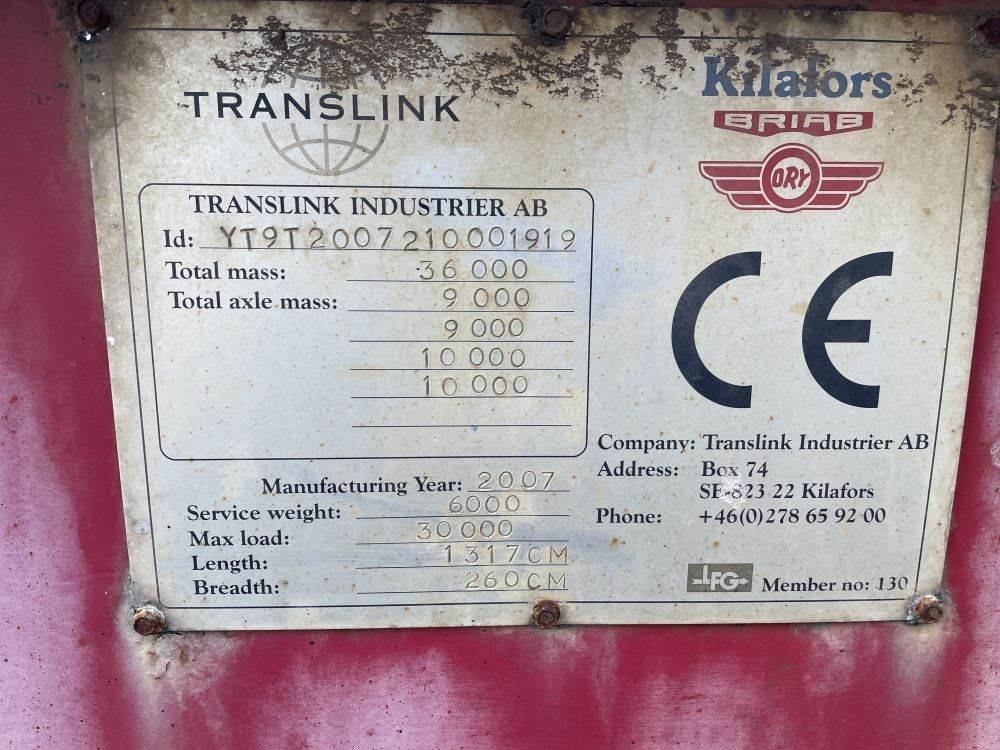 TRANSLINK
Kilafors
BRIAB
ORY
TRANSLINK INDUSTRIER AB
Id: YT9T2007210001919
Total mass: 36 000
Total axle mass: 9 000
9 000
10 000
10 000
Manufacturing Year: 2007
Service weight: 6000
Max load: 30 000
Length: 1317CM
Breadth: 260CM
CE
Company: Translink Industrier AB
Address: Box 74
SE-823 22 Kilafors
Phone: +46(0)278 65 92 00
LFG
Member no: 130